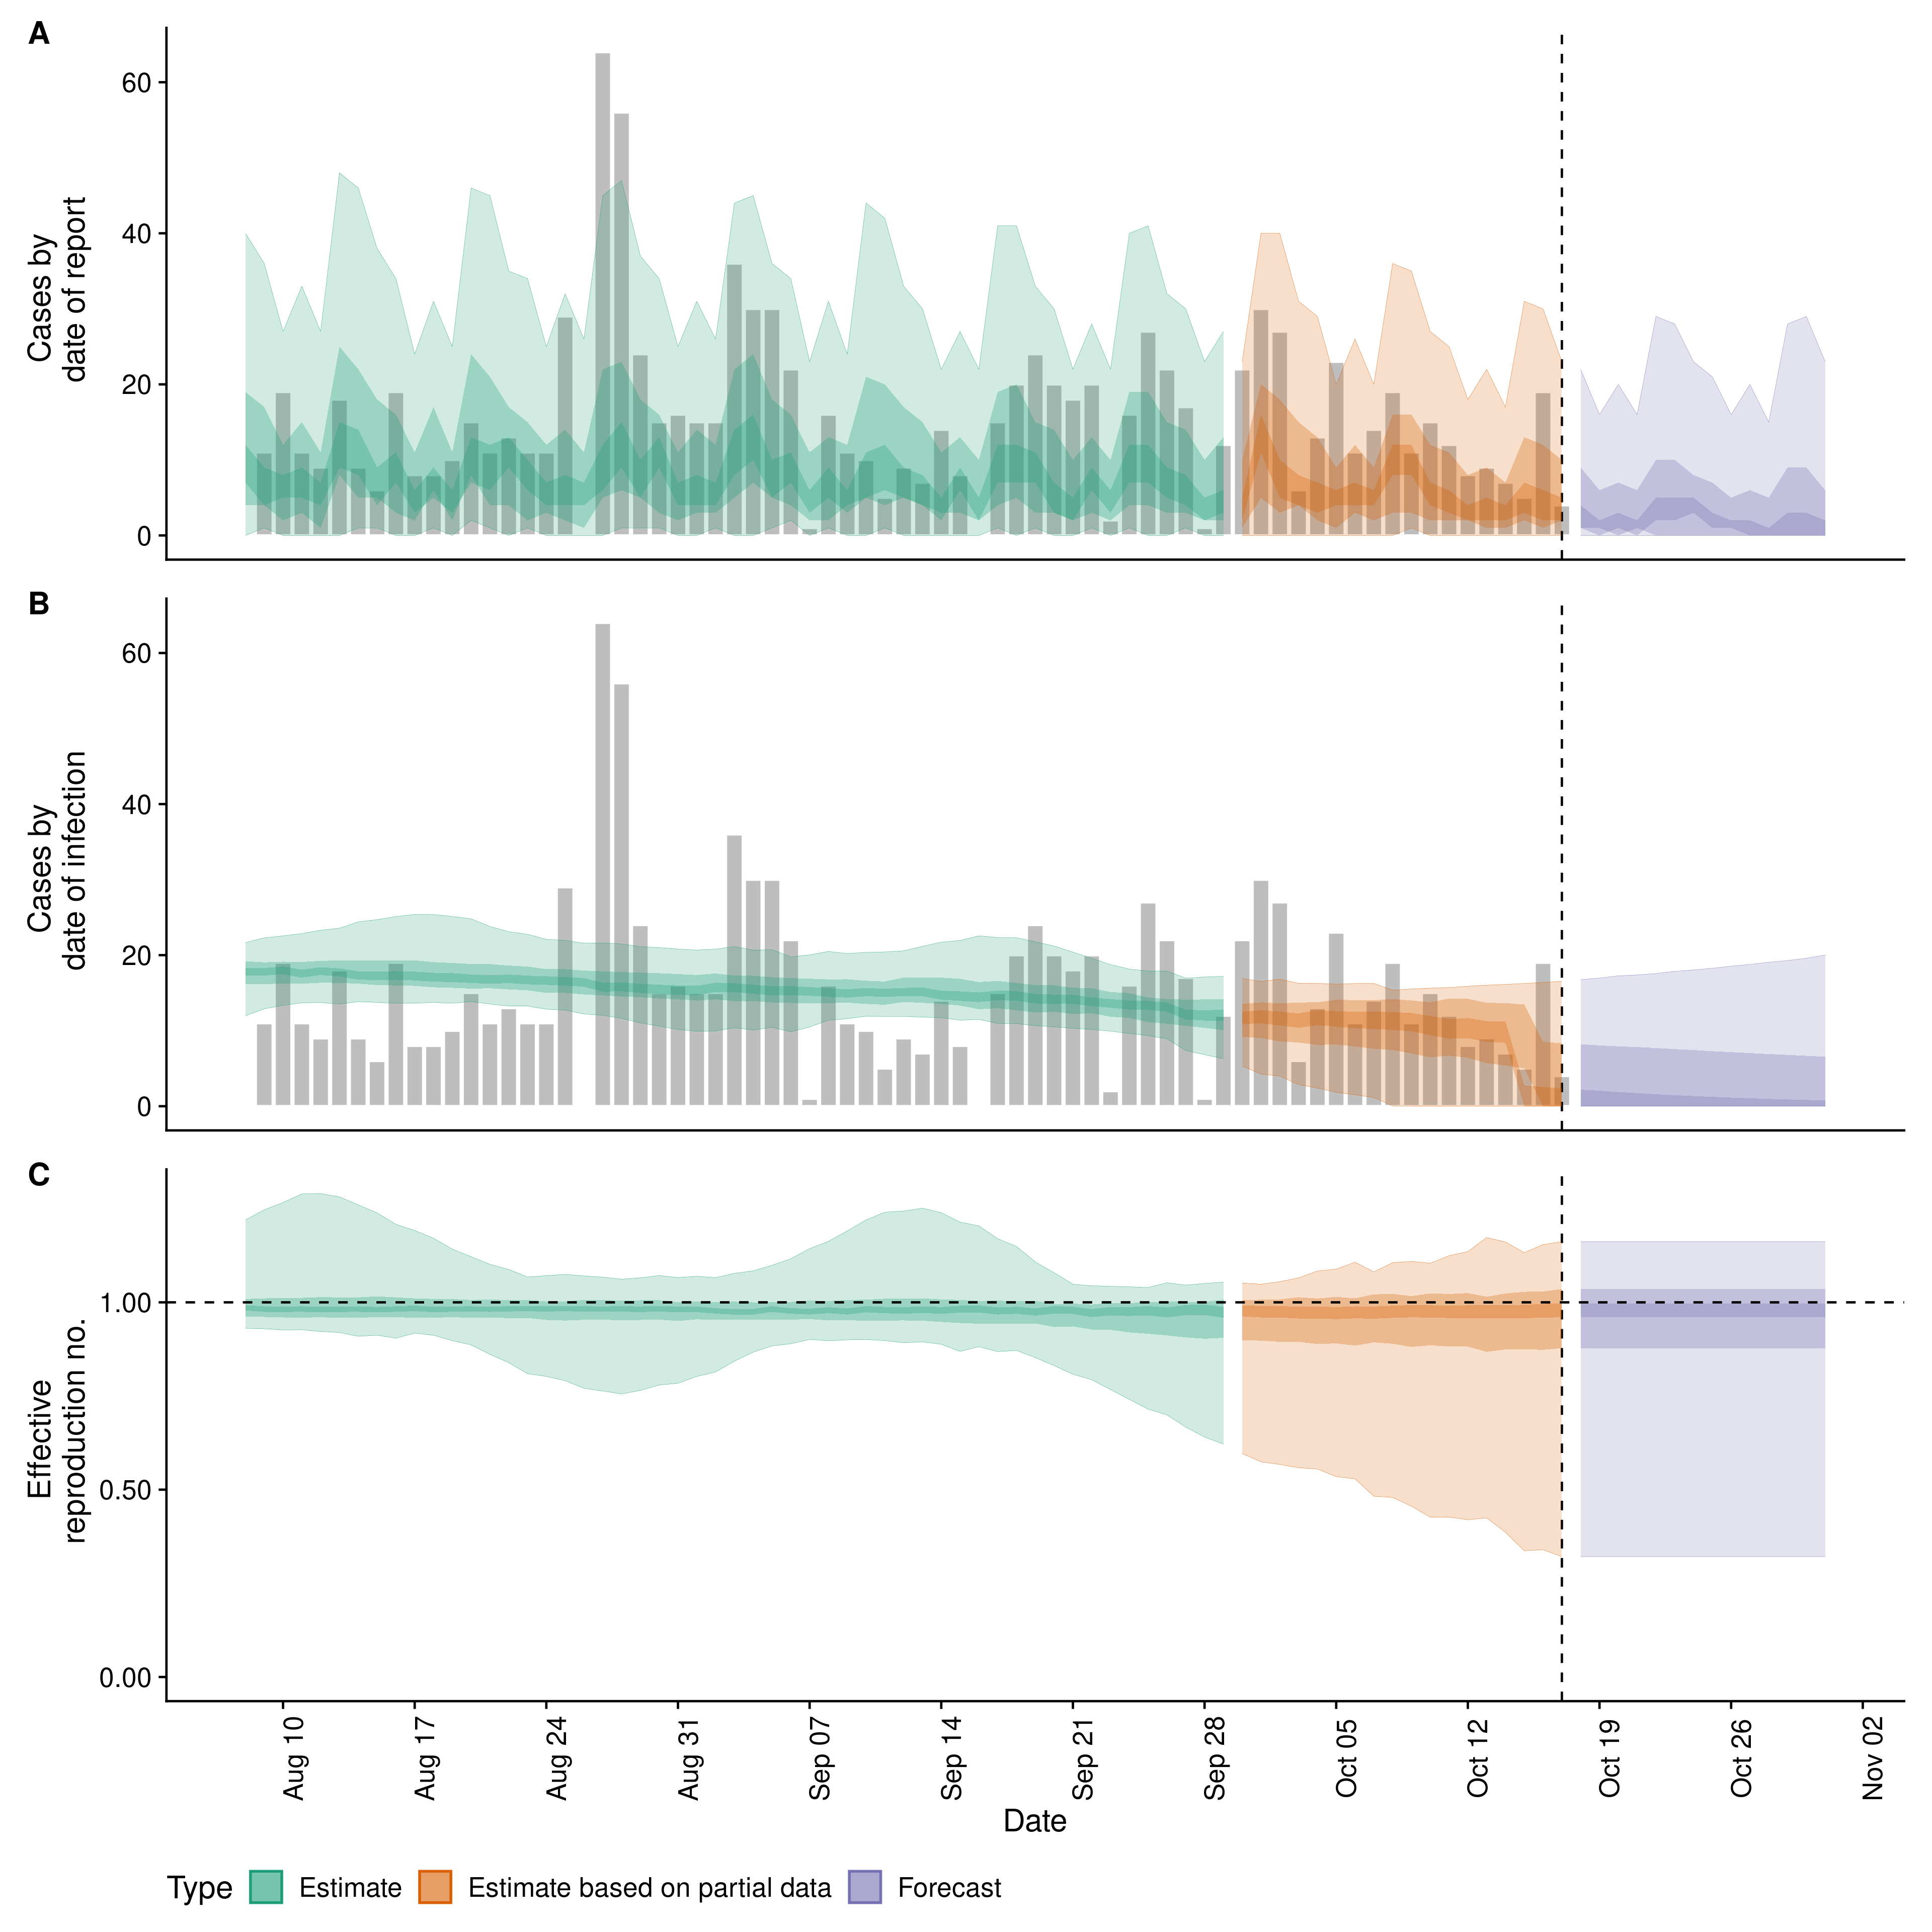 A
Cases by
date of report
60
40
20
0
B
Cases by
date of infection
60
40
20
0
C
Effective
reproduction no.
1.00
0.50
0.00
Aug 10
Aug 17
Aug 24
Aug 31
Sep 07
Sep 14
Sep 21
Sep 28
Oct 05
Oct 12
Oct 19
Oct 26
Nov 02
Date
Type Estimate Estimate based on partial data Forecast